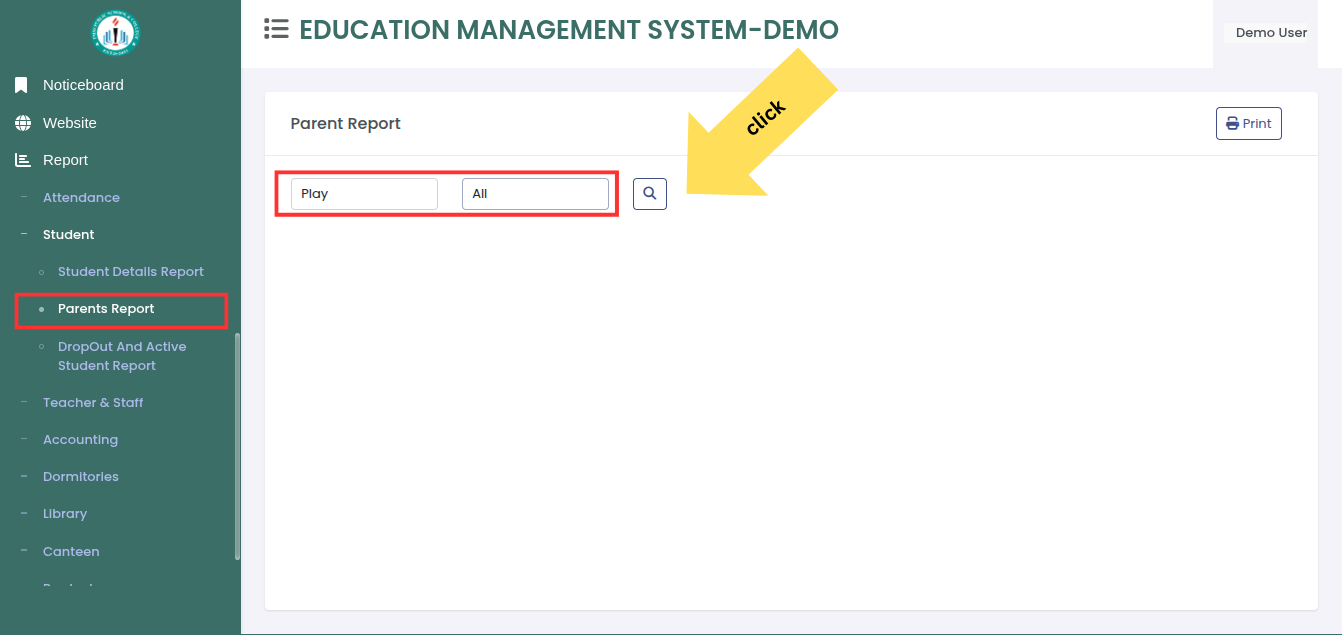 EDUCATION MANAGEMENT SYSTEM-DEMO
Demo User
Noticeboard
Website
Report
Attendance
Student
Student Details Report
Parents Report
DropOut And Active
Student Report
Teacher & Staff
Accounting
Dormitories
Library
Canteen
Parent Report
Print
click
Play
All